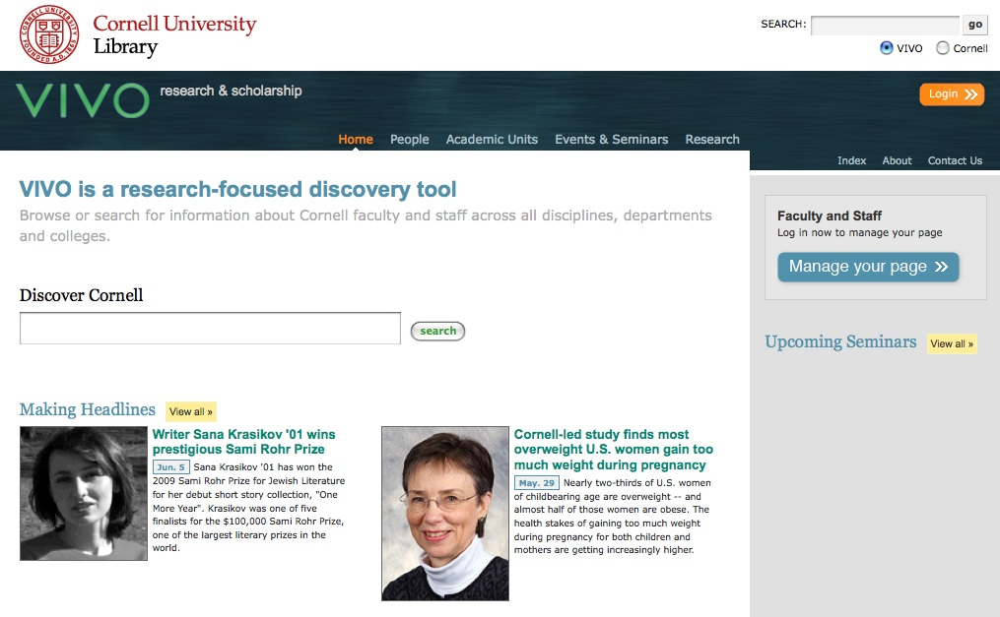 Cornell University
Library
SEARCH:
go
VIVO
Cornell
VIVO
research & scholarship
Login »
Home
People
Academic Units
Events & Seminars
Research
Index
About
Contact Us
VIVO is a research-focused discovery tool
Browse or search for information about Cornell faculty and staff across all disciplines, departments
and colleges.
Discover Cornell
search
Making Headlines
View all »
Writer Sana Krasikov '01 wins
prestigious Sami Rohr Prize
Jun. 5 Sana Krasikov '01 has won the
2009 Sami Rohr Prize for Jewish Literature
for her debut short story collection, "One
More Year". Krasikov was one of five
finalists for the $100,000 Sami Rohr Prize,
one of the largest literary prizes in the
world.
Cornell-led study finds most
overweight U.S. women gain too
much weight during pregnancy
May. 29 Nearly two-thirds of U.S. women
of childbearing age are overweight -- and
almost half of those women are obese. The
health stakes of gaining too much weight
during pregnancy for both children and
mothers are getting increasingly higher.
Faculty and Staff
Log in now to manage your page
Manage your page »
Upcoming Seminars
View all »